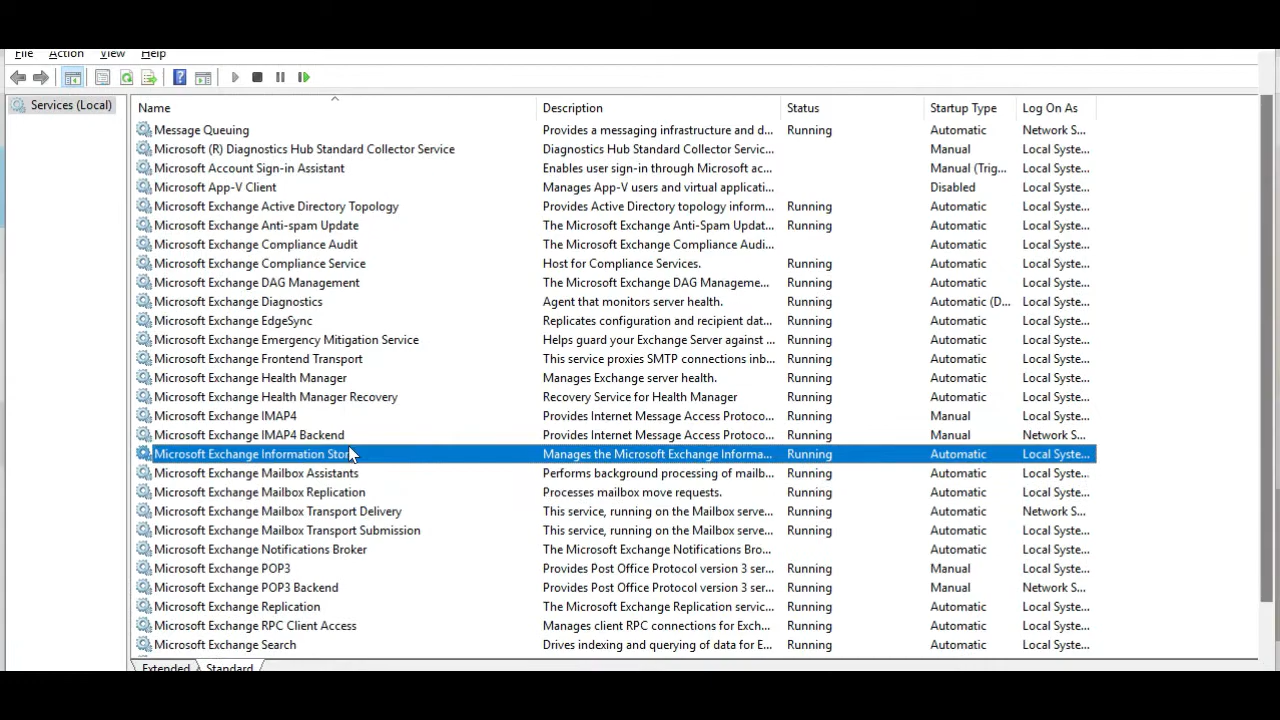 File Action View Help
Services (Local)
Name Description Status Startup Type Log On As
Message Queuing Provides a messaging infrastructure and d... Running Automatic Network S...
Microsoft (R) Diagnostics Hub Standard Collector Service Diagnostics Hub Standard Collector Servic... Manual Local Syste...
Microsoft Account Sign-in Assistant Enables user sign-in through Microsoft ac... Manual (Trig... Local Syste...
Microsoft App-V Client Manages App-V users and virtual applicati... Disabled Local Syste...
Microsoft Exchange Active Directory Topology Provides Active Directory topology inform... Running Automatic Local Syste...
Microsoft Exchange Anti-spam Update The Microsoft Exchange Anti-Spam Updat... Running Automatic Local Syste...
Microsoft Exchange Compliance Audit The Microsoft Exchange Compliance Audi... Automatic Local Syste...
Microsoft Exchange Compliance Service Host for Compliance Services. Running Automatic Local Syste...
Microsoft Exchange DAG Management The Microsoft Exchange DAG Manageme... Running Automatic Local Syste...
Microsoft Exchange Diagnostics Agent that monitors server health. Running Automatic (D... Local Syste...
Microsoft Exchange EdgeSync Replicates configuration and recipient dat... Running Automatic Local Syste...
Microsoft Exchange Emergency Mitigation Service Helps guard your Exchange Server against ... Running Automatic Local Syste...
Microsoft Exchange Frontend Transport This service proxies SMTP connections inb... Running Automatic Local Syste...
Microsoft Exchange Health Manager Manages Exchange server health. Running Automatic Local Syste...
Microsoft Exchange Health Manager Recovery Recovery Service for Health Manager Running Automatic Local Syste...
Microsoft Exchange IMAP4 Provides Internet Message Access Protoco... Running Manual Local Syste...
Microsoft Exchange IMAP4 Backend Provides Internet Message Access Protoco... Running Manual Network S...
Microsoft Exchange Information Store Manages the Microsoft Exchange Informa... Running Automatic Local Syste...
Microsoft Exchange Mailbox Assistants Performs background processing of mailb... Running Automatic Local Syste...
Microsoft Exchange Mailbox Replication Processes mailbox move requests. Running Automatic Local Syste...
Microsoft Exchange Mailbox Transport Delivery This service, running on the Mailbox serve... Running Automatic Network S...
Microsoft Exchange Mailbox Transport Submission This service, running on the Mailbox serve... Running Automatic Local Syste...
Microsoft Exchange Notifications Broker The Microsoft Exchange Notifications Bro... Automatic Local Syste...
Microsoft Exchange POP3 Provides Post Office Protocol version 3 ser... Running Manual Local Syste...
Microsoft Exchange POP3 Backend Provides Post Office Protocol version 3 ser... Running Manual Network S...
Microsoft Exchange Replication The Microsoft Exchange Replication servic... Running Automatic Local Syste...
Microsoft Exchange RPC Client Access Manages client RPC connections for Exch... Running Automatic Local Syste...
Microsoft Exchange Search Drives indexing and querying of data for E... Running Automatic Local Syste...
Extended Standard